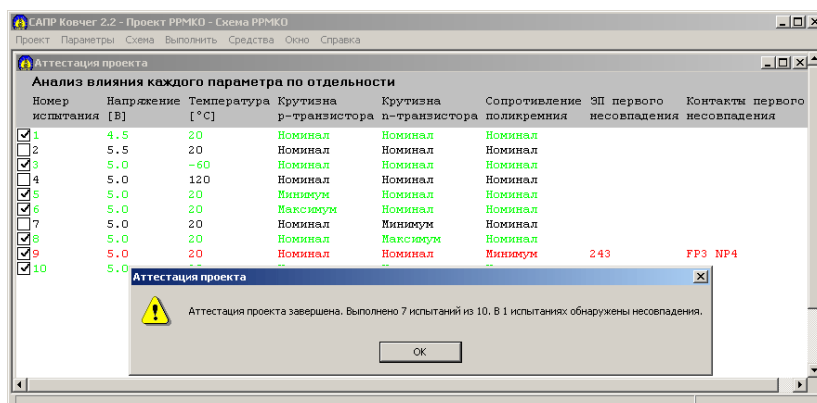 САПР Ковчег 2.2 - Проект РРМКО - Схема РРМКО
Проект Параметры Схема Выполнить Средства Окно Справка
Аттестация проекта
Анализ влияния каждого параметра по отдельности
Номер Напряжение Температура Крутизна Крутизна Сопротивление ЭП первого Контакты первого
испытания [В] [°C] р-транзистора n-транзистора поликремния несовпадения несовпадения
1 4.5 20 Номинал Номинал Номинал
2 5.5 20 Номинал Номинал Номинал
3 5.0 -60 Номинал Номинал Номинал
4 5.0 120 Номинал Номинал Номинал
5 5.0 20 Минимум Номинал Номинал
6 5.0 20 Максимум Номинал Номинал
7 5.0 20 Номинал Минимум Номинал
8 5.0 20 Номинал Максимум Номинал
9 5.0 20 Номинал Номинал Минимум 243 FP3 NP4
10 5.0
Аттестация проекта
Аттестация проекта завершена. Выполнено 7 испытаний из 10. В 1 испытаниях обнаружены несовпадения.
OK